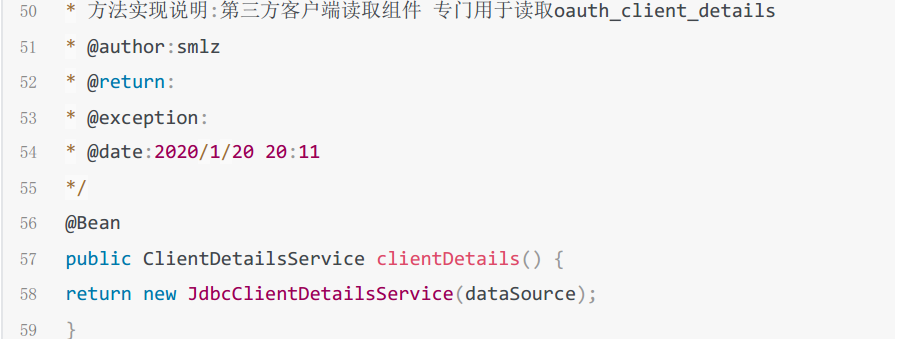 50 * 方法实现说明:第三方客户端读取组件 专门用于读取oauth_client_details
51 * @author:smlz
52 * @return:
53 * @exception:
54 * @date:2020/1/20 20:11
55 */
56 @Bean
57 public ClientDetailsService clientDetails() {
58 return new JdbcClientDetailsService(dataSource);
59 }